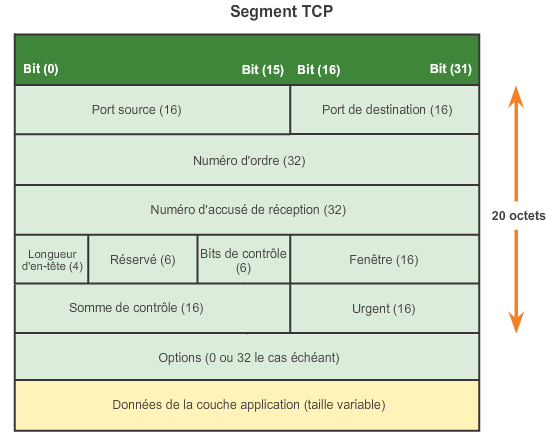 Segment TCP
Bit (0) Bit (15) Bit (16) Bit (31)
Port source (16) Port de destination (16)
Numéro d'ordre (32)
Numéro d'accusé de réception (32)
20 octets
Longueur
d'en-tête (4)
Réservé (6)
Bits de contrôle
(6)
Fenêtre (16)
Somme de contrôle (16) Urgent (16)
Options (0 ou 32 le cas échéant)
Données de la couche application (taille variable)